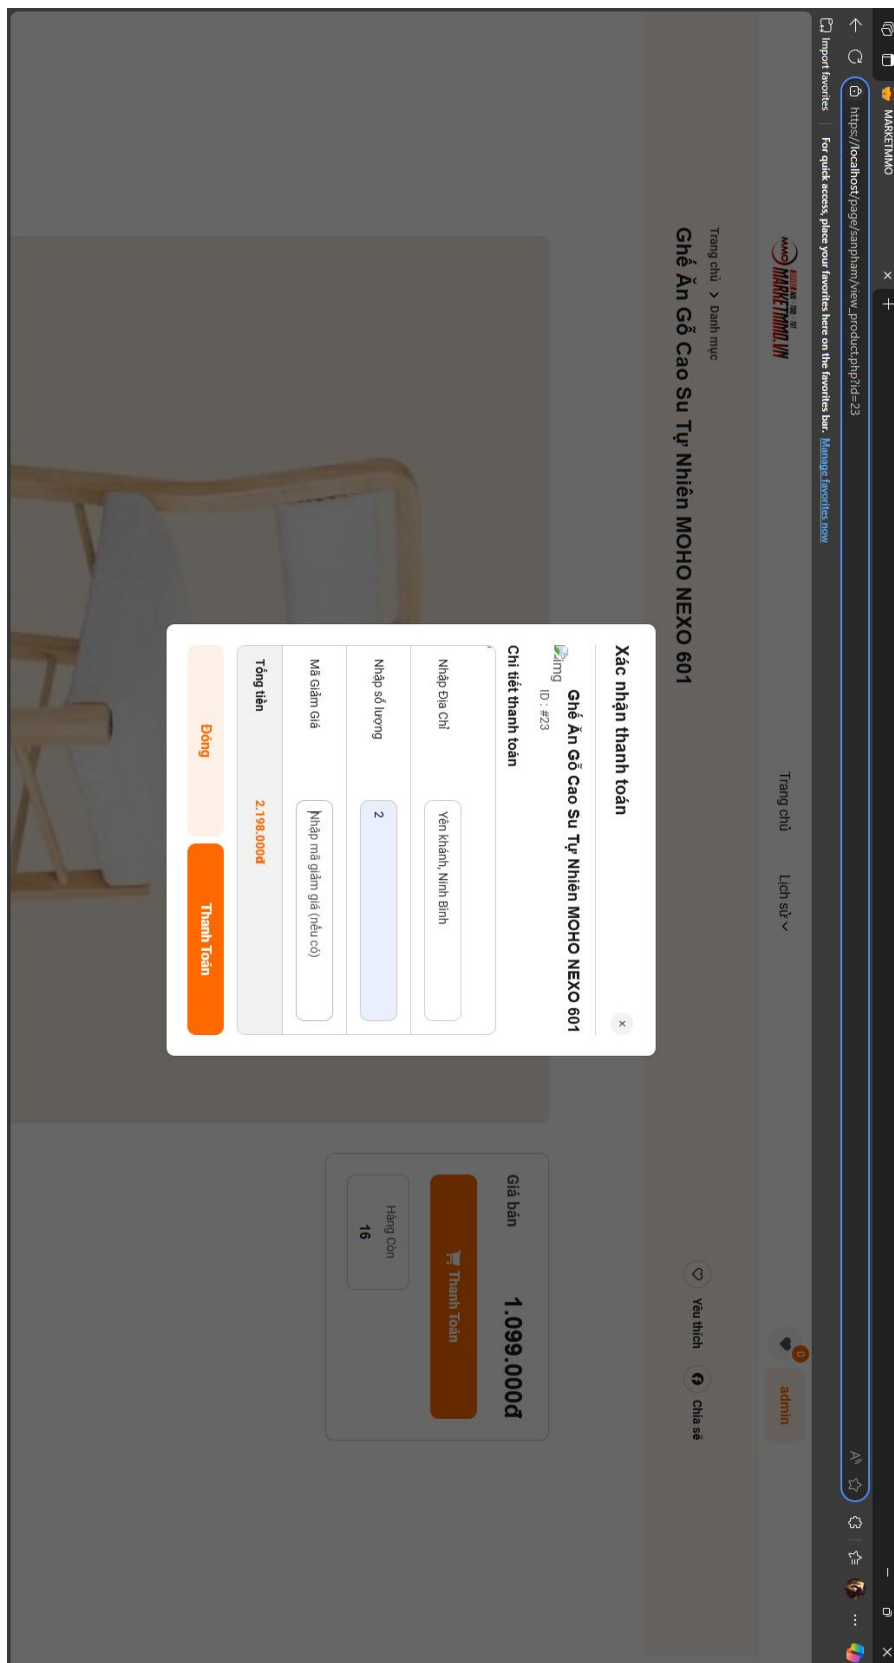 MARKETMMO
https://localhost/page/sanpham/view_product.php?id=23
Import favorites
For quick access, place your favorites here on the favorites bar. Manage favorites now
MMO MARKETMMO.VN
Trang chủ
Lịch sử
0
admin
Trang chủ > Danh mục
Ghế Ăn Gỗ Cao Su Tự Nhiên MOHO NEXO 601
Yêu thích
Chia sẽ
Xác nhận thanh toán
×
img
Ghế Ăn Gỗ Cao Su Tự Nhiên MOHO NEXO 601
ID : #23
Chi tiết thanh toán
Nhập Địa Chỉ
Yên khánh, Ninh Bình
Nhập số lượng
2
Mã Giảm Giá
Nhập mã giảm giá (nếu có)
Tổng tiền
2.198.000đ
Đóng
Thanh Toán
Giá bán
1.099.000đ
Thanh Toán
Hàng Còn
16